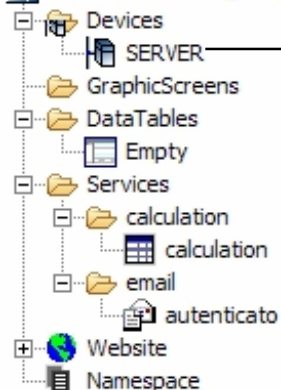 Devices
SERVER
GraphicScreens
DataTables
Empty
Services
calculation
calculation
email
autenticato
Website
Namespace